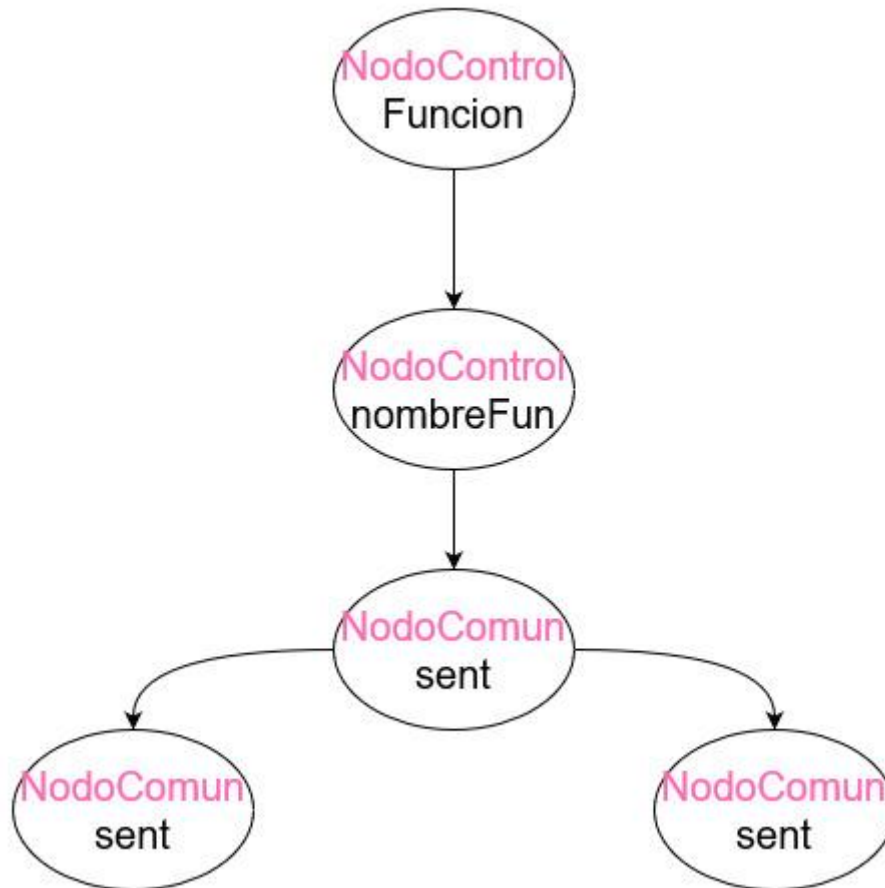 NodoControl
Funcion
NodoControl
nombreFun
NodoComun
sent
NodoComun
sent
NodoComun
sent